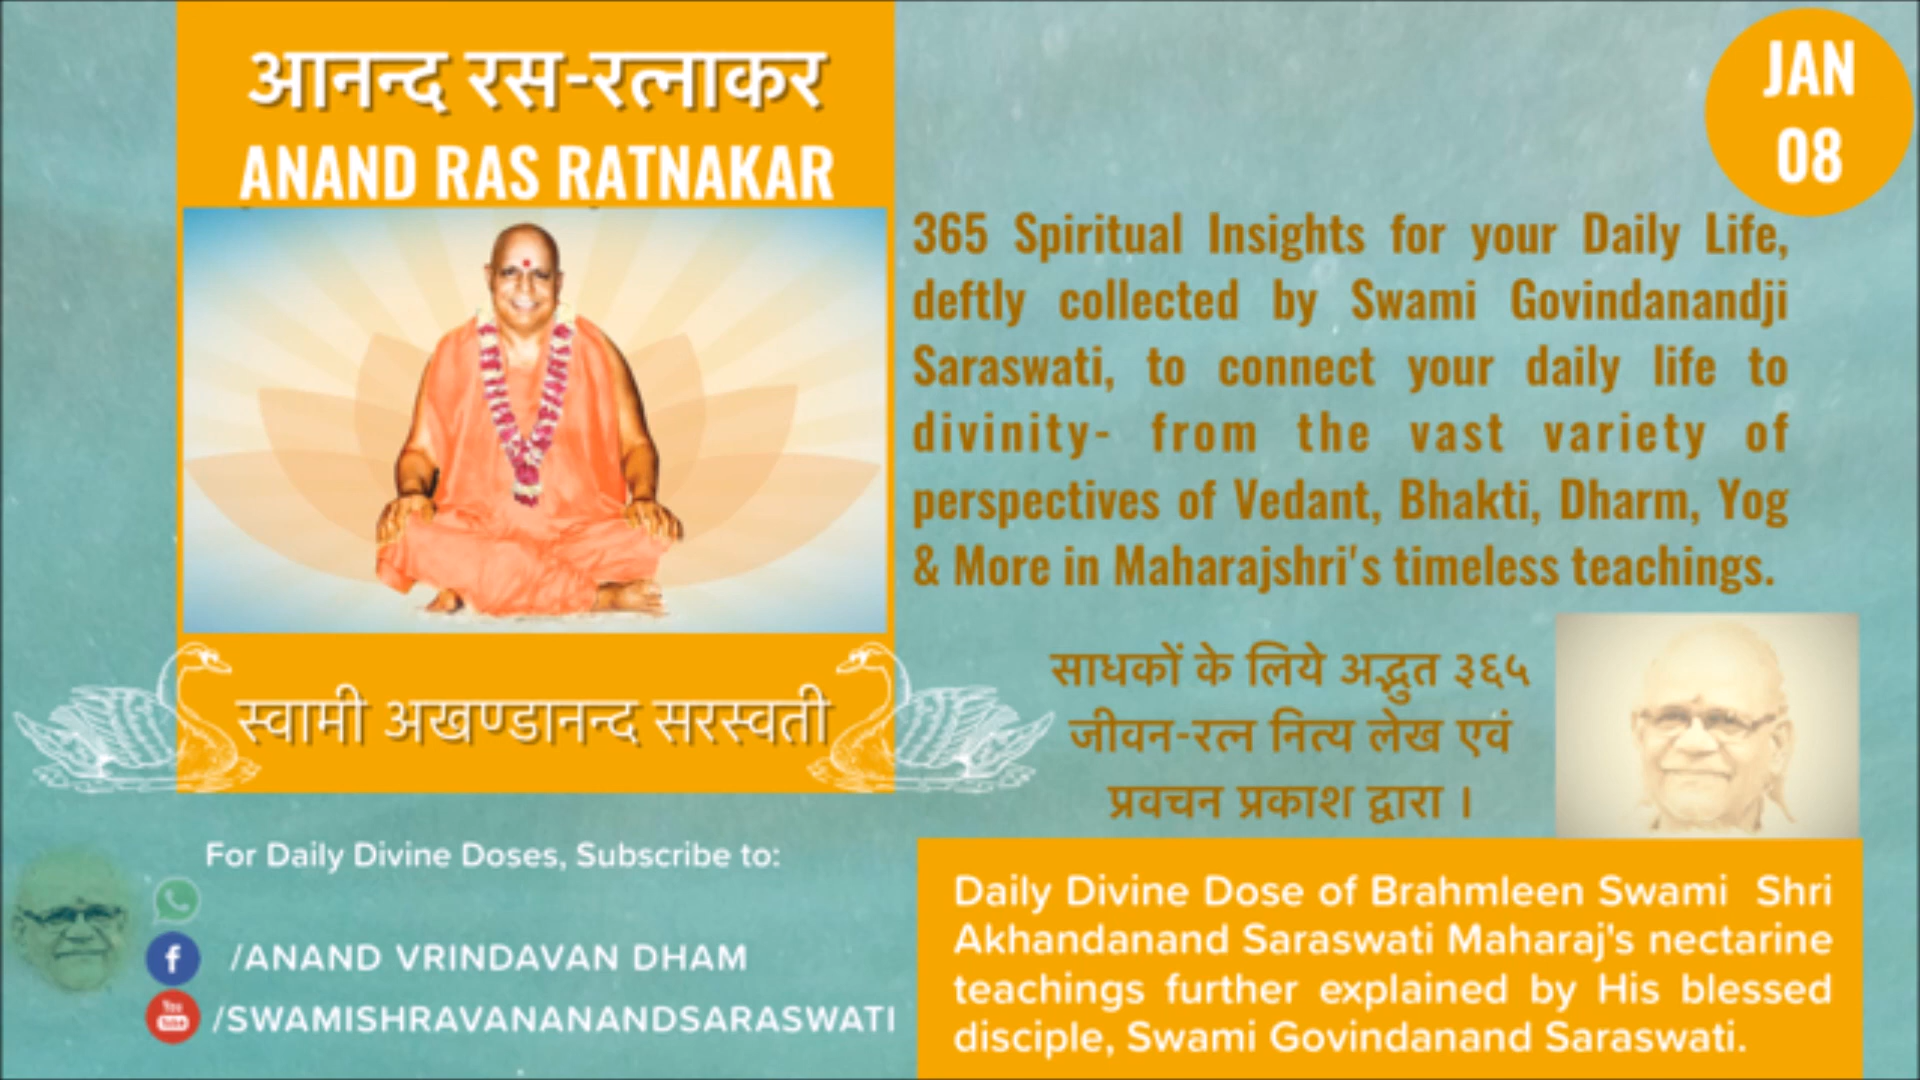 आनन्द रस-रत्नाकर
ANAND RAS RATNAKAR
स्वामी अखण्डानन्द सरस्वती
For Daily Divine Doses, Subscribe to:
f /ANAND VRINDAVAN DHAM
You Tube /SWAMISHRAVANANANDSARASWATI
JAN
08
365 Spiritual Insights for your Daily Life,
deftly collected by Swami Govindanandji
Saraswati, to connect your daily life to
divinity- from the vast variety of
perspectives of Vedant, Bhakti, Dharm, Yog
& More in Maharajshri's timeless teachings.
साधकों के लिये अद्भुत ३६५
जीवन-रत्न नित्य लेख एवं
प्रवचन प्रकाश द्वारा ।
Daily Divine Dose of Brahmleen Swami Shri
Akhandanand Saraswati Maharaj's nectarine
teachings further explained by His blessed
disciple, Swami Govindanand Saraswati.